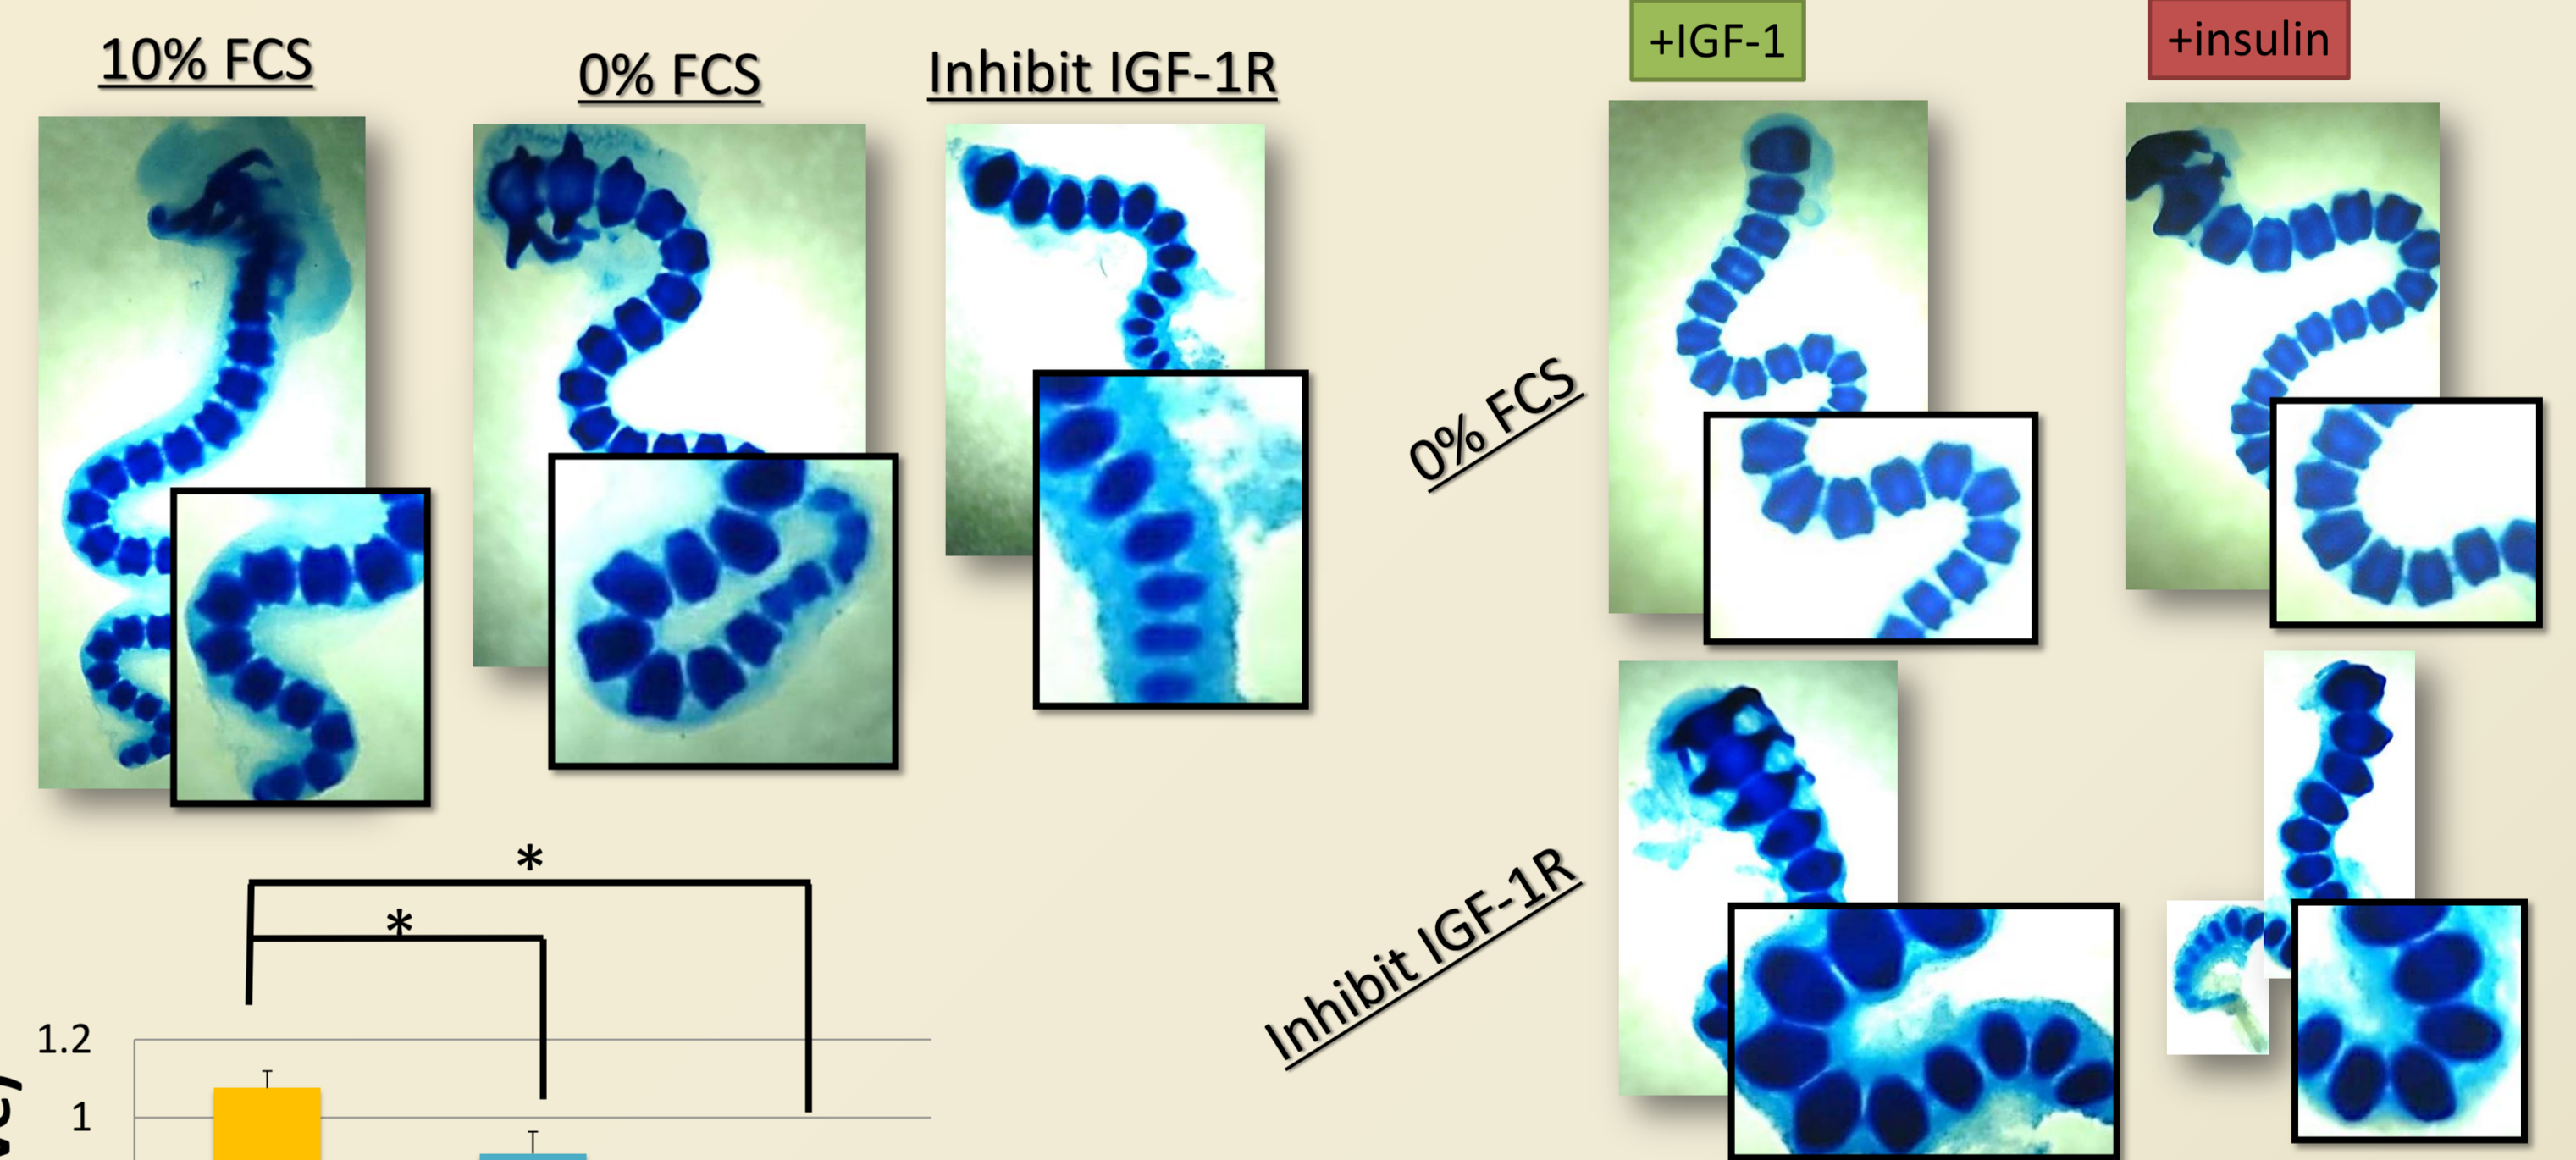 10% FCS
0% FCS
Inhibit IGF-1R
+IGF-1
+insulin
0% FCS
Inhibit IGF-1R
*
*
1.2
1